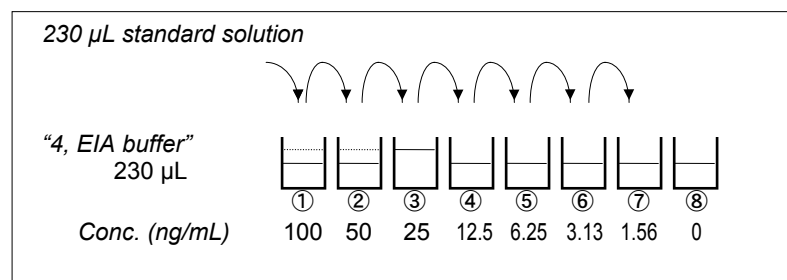 230 µL standard solution
“4, EIA buffer”
230 µL
① ② ③ ④ ⑤ ⑥ ⑦ ⑧
Conc. (ng/mL) 100 50 25 12.5 6.25 3.13 1.56 0